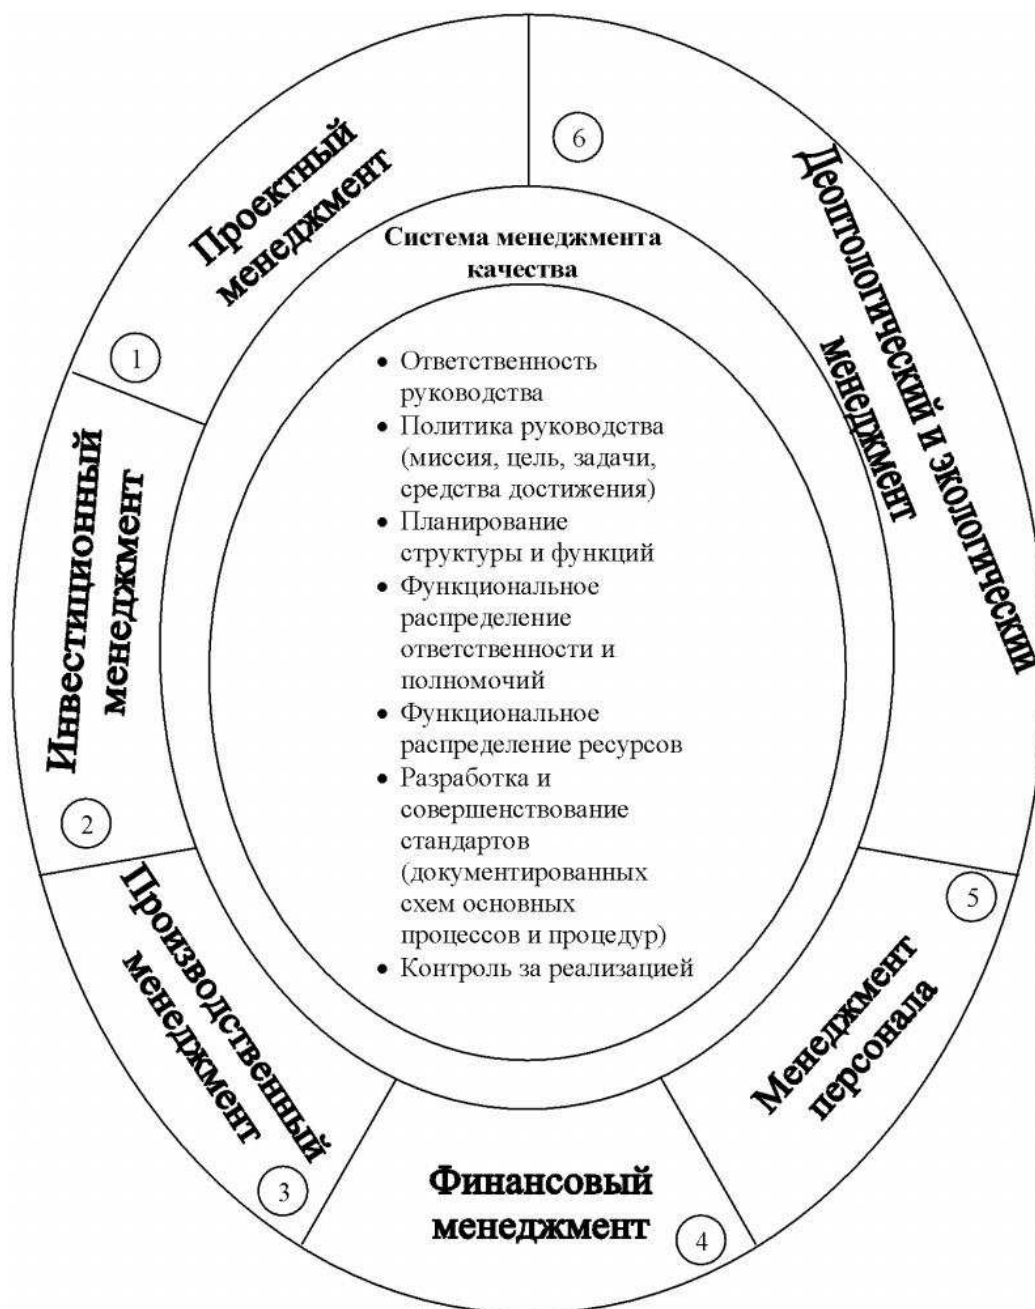 6
Проектный
менеджмент
1
Деоптологический и экологический
менеджмент
Система менеджмента
качества
• Ответственность
руководства
• Политика руководства
(миссия, цель, задачи,
средства достижения)
• Планирование
структуры и функций
• Функциональное
распределение
ответственности и
полномочий
• Функциональное
распределение ресурсов
• Разработка и
совершенствование
стандартов
(документированных
схем основных
процессов и процедур)
• Контроль за реализацией
Инвестиционный
менеджмент
2
Производственный
менеджмент
3
Финансовый
менеджмент
4
Менеджмент
персонала
5